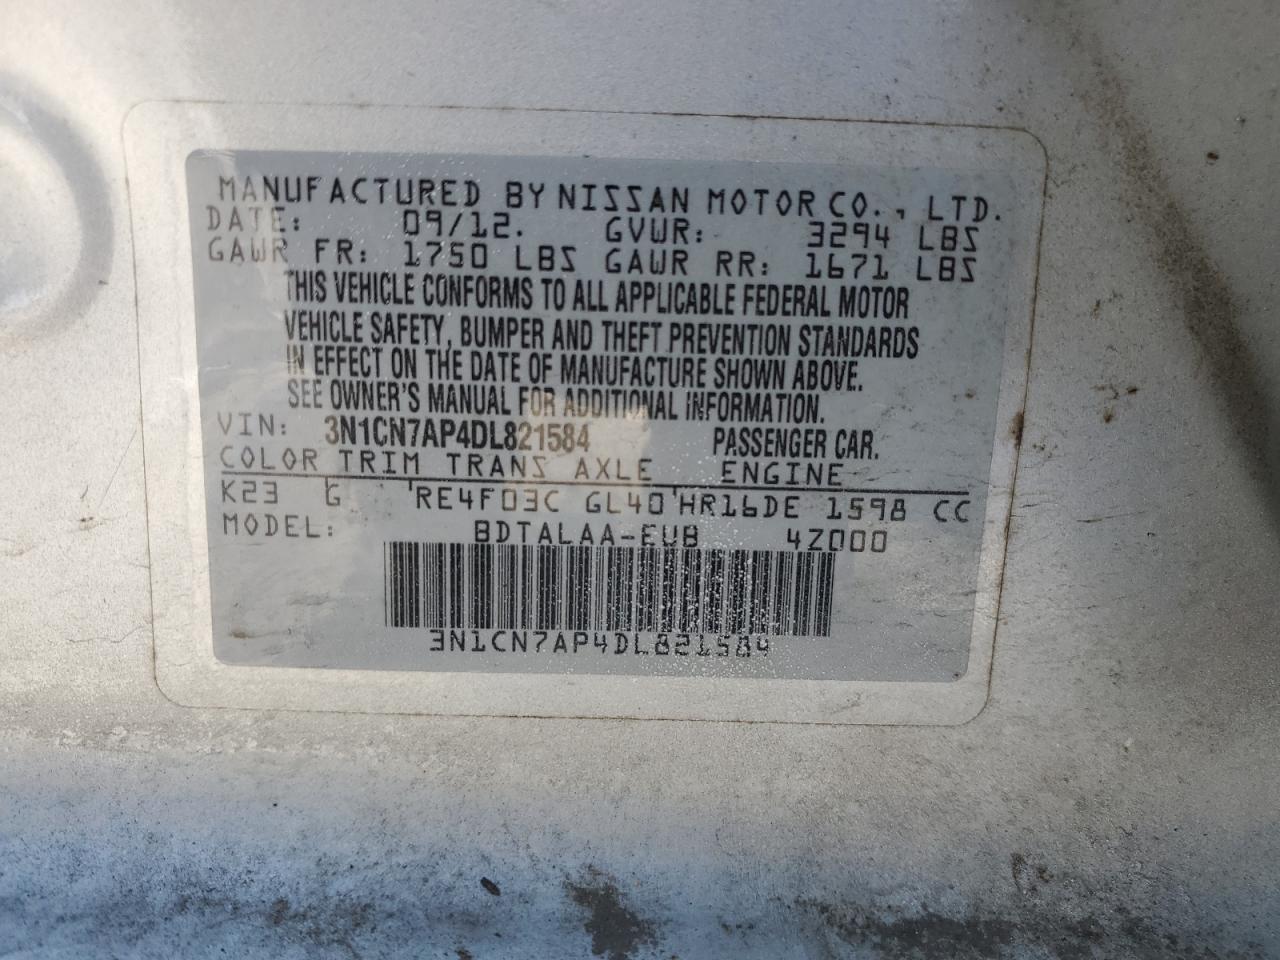 MANUFACTURED BY NISSAN MOTOR CO., LTD.
DATE: 09/12. GVWR: 3294 LBS
GAWR FR: 1750 LBS GAWR RR: 1671 LBS
THIS VEHICLE CONFORMS TO ALL APPLICABLE FEDERAL MOTOR
VEHICLE SAFETY, BUMPER AND THEFT PREVENTION STANDARDS
IN EFFECT ON THE DATE OF MANUFACTURE SHOWN ABOVE.
SEE OWNER'S MANUAL FOR ADDITIONAL INFORMATION.
VIN: 3N1CN7AP4DL821584 PASSENGER CAR.
COLOR TRIM TRANS AXLE ENGINE
K23 G RE4F03C GL40 HR16DE 1598 CC
MODEL: BDTALAA-EUB 4Z000
3N1CN7AP4DL821584